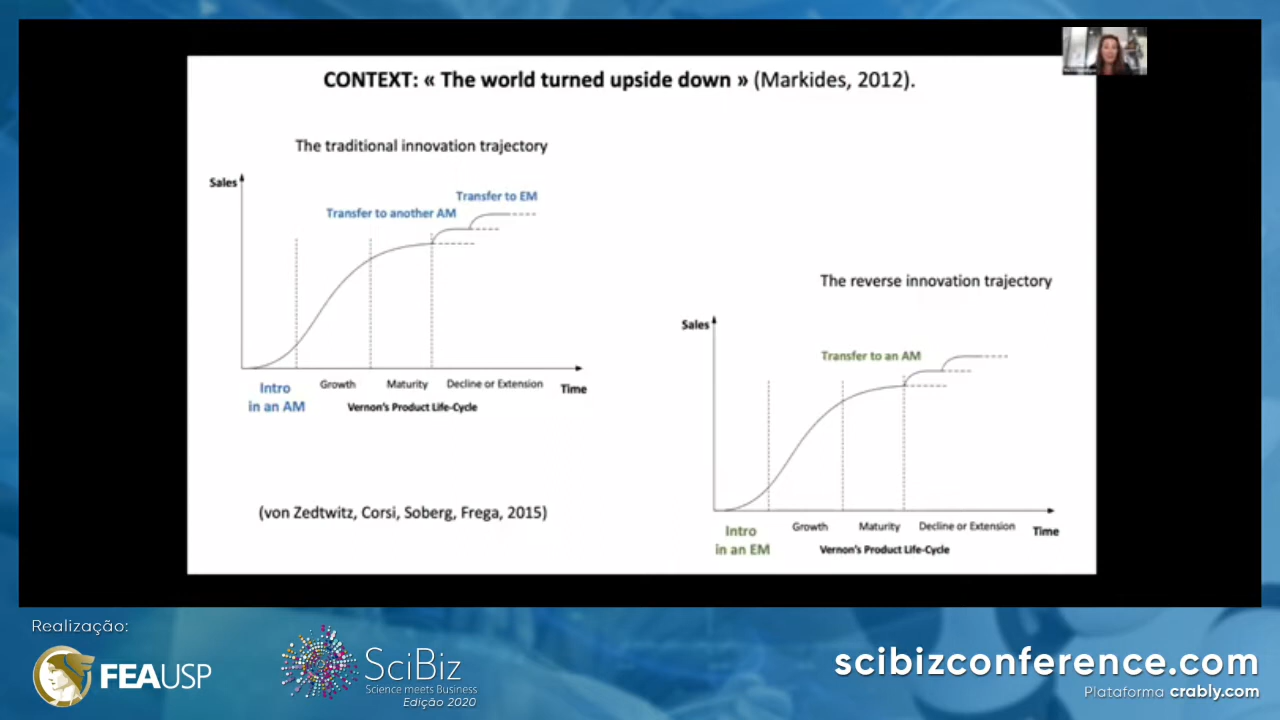 CONTEXT: « The world turned upside down » (Markides, 2012).
The traditional innovation trajectory
Sales
Transfer to EM
Transfer to another AM
Intro
in an AM
Growth
Maturity
Decline or Extension
Time
Vernon's Product Life-Cycle
(von Zedtwitz, Corsi, Soberg, Frega, 2015)
The reverse innovation trajectory
Sales
Transfer to an AM
Intro
in an EM
Growth
Maturity
Decline or Extension
Time
Vernon's Product Life-Cycle
Realização:
FEAUSP
SciBiz
Science meets Business
Edição 2020
scibizconference.com
Plataforma crably.com